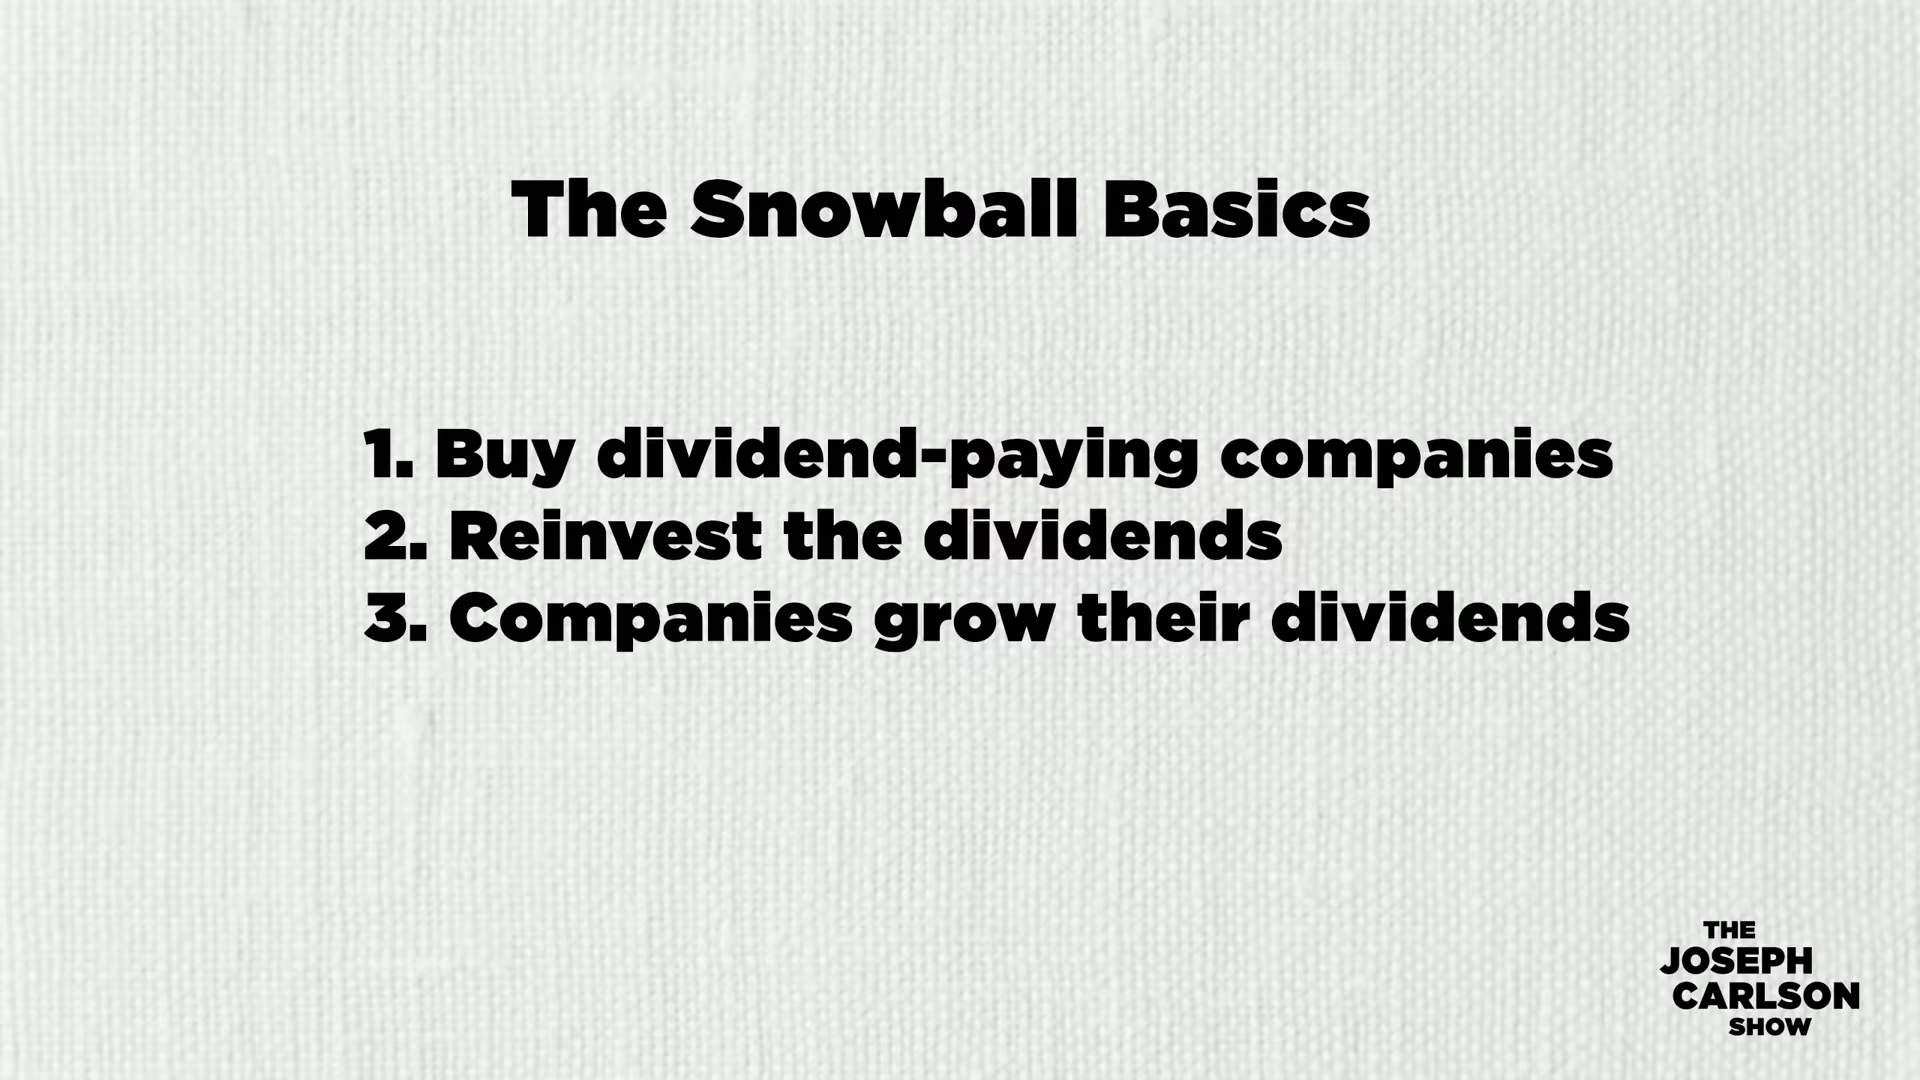 The Snowball Basics
1. Buy dividend-paying companies
2. Reinvest the dividends
3. Companies grow their dividends
THE
JOSEPH
CARLSON
SHOW